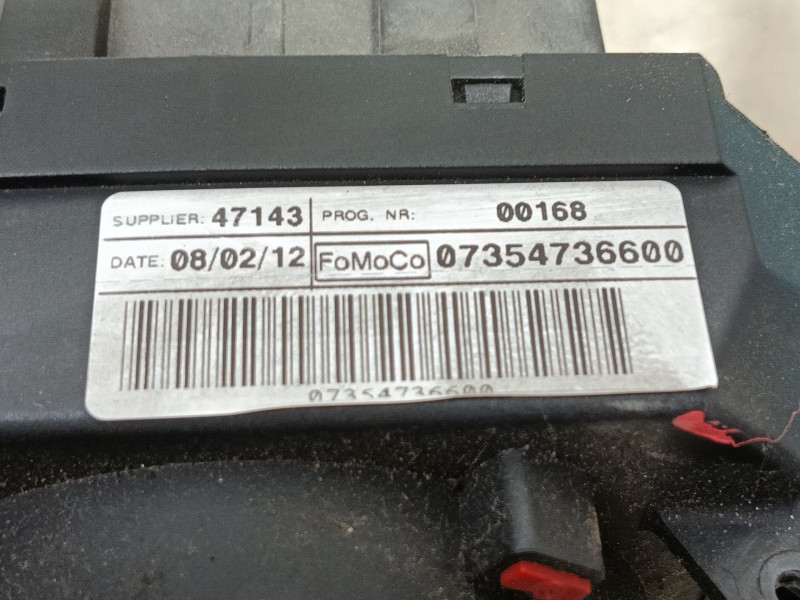 SUPPLIER: 47143 PROG. NR: 00168
DATE: 08/02/12 FoMoCo 07354736600
07354736600